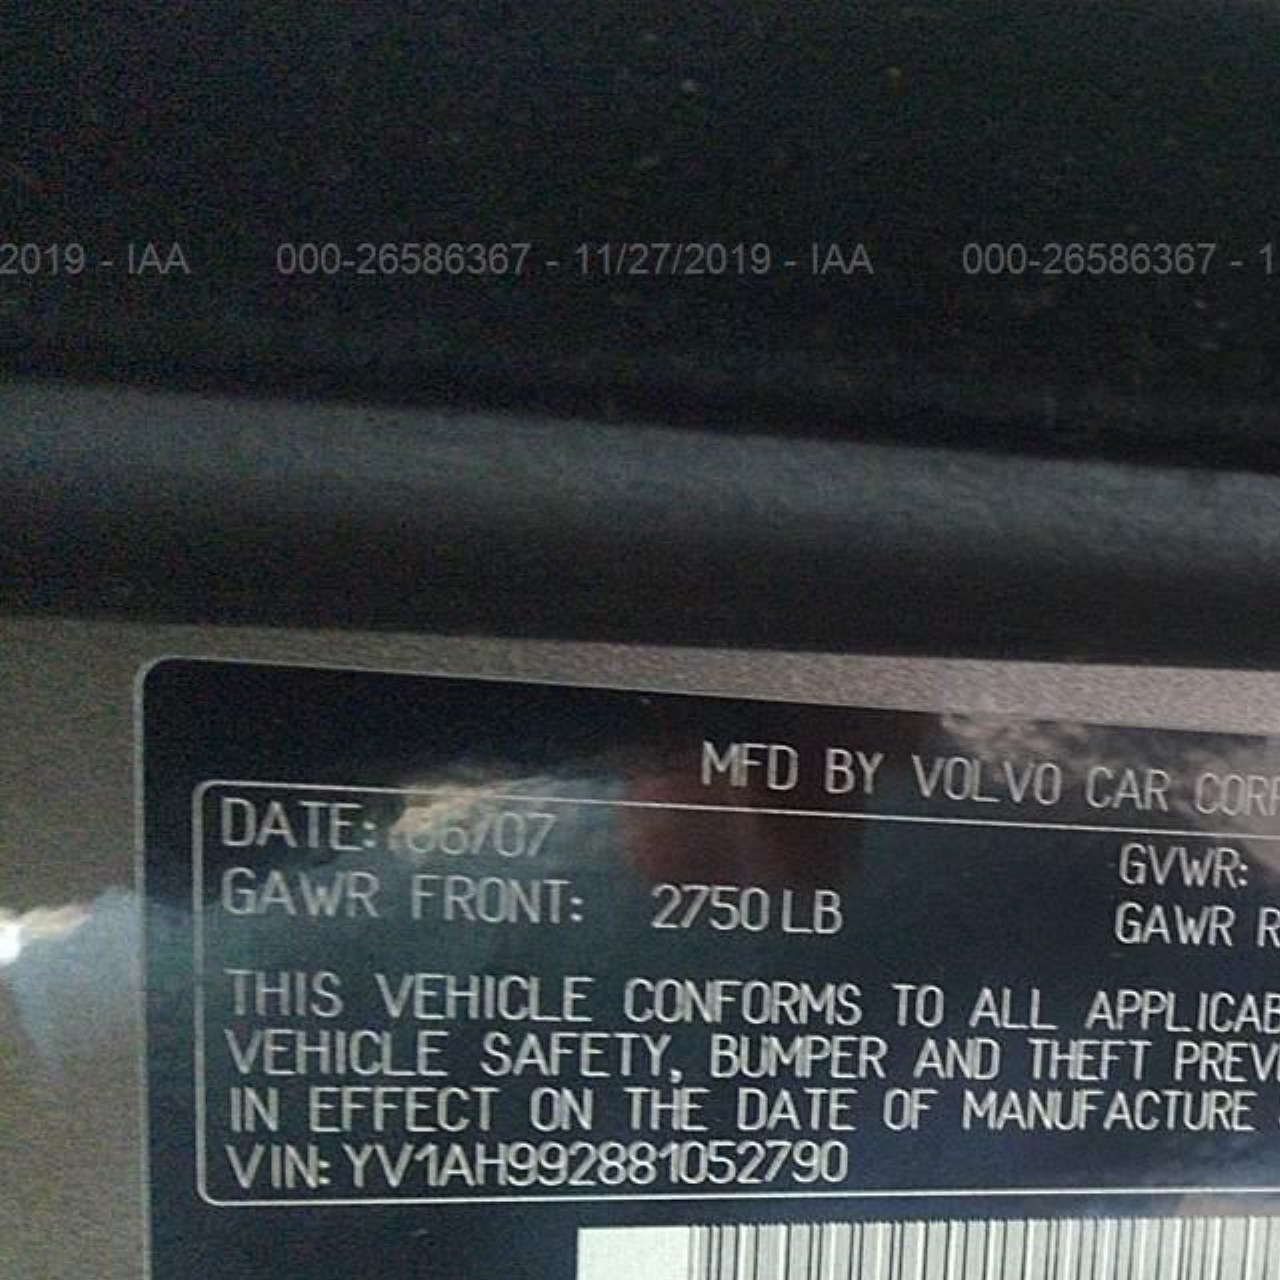 2019 - IAA 000-26586367 - 11/27/2019 - IAA 000-26586367 - 1
MFD BY VOLVO CAR CORP
DATE: 06/07
GVWR:
GAWR FRONT: 2750 LB
GAWR R
THIS VEHICLE CONFORMS TO ALL APPLICAB
VEHICLE SAFETY, BUMPER AND THEFT PREV
IN EFFECT ON THE DATE OF MANUFACTURE
VIN: YV1AH992881052790